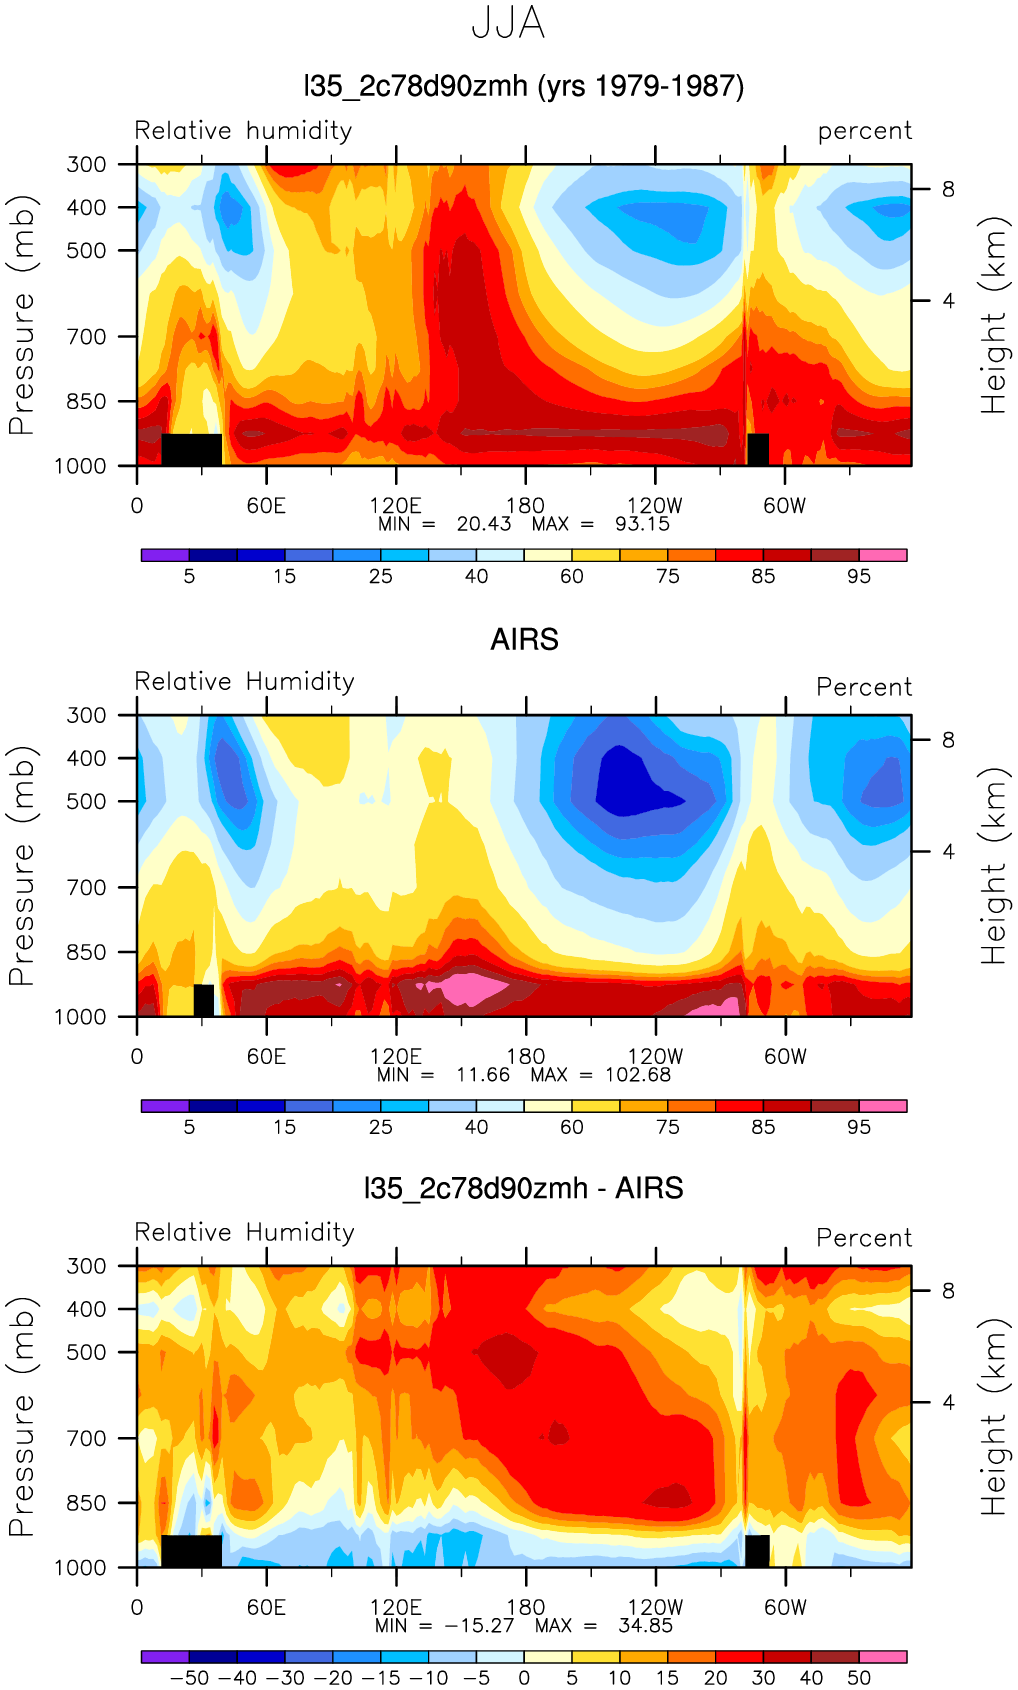 JJA
l35_2c78d90zmh (yrs 1979-1987)
Relative humidity percent
300
400
500
700
850
1000
Pressure (mb)
8
4
Height (km)
0 60E 120E 180 120W 60W
MIN = 20.43 MAX = 93.15
5 15 25 40 60 75 85 95
AIRS
Relative Humidity Percent
300
400
500
700
850
1000
Pressure (mb)
8
4
Height (km)
0 60E 120E 180 120W 60W
MIN = 11.66 MAX = 102.68
5 15 25 40 60 75 85 95
l35_2c78d90zmh - AIRS
Relative Humidity Percent
300
400
500
700
850
1000
Pressure (mb)
8
4
Height (km)
0 60E 120E 180 120W 60W
MIN = -15.27 MAX = 34.85
-50 -40 -30 -20 -15 -10 -5 0 5 10 15 20 30 40 50